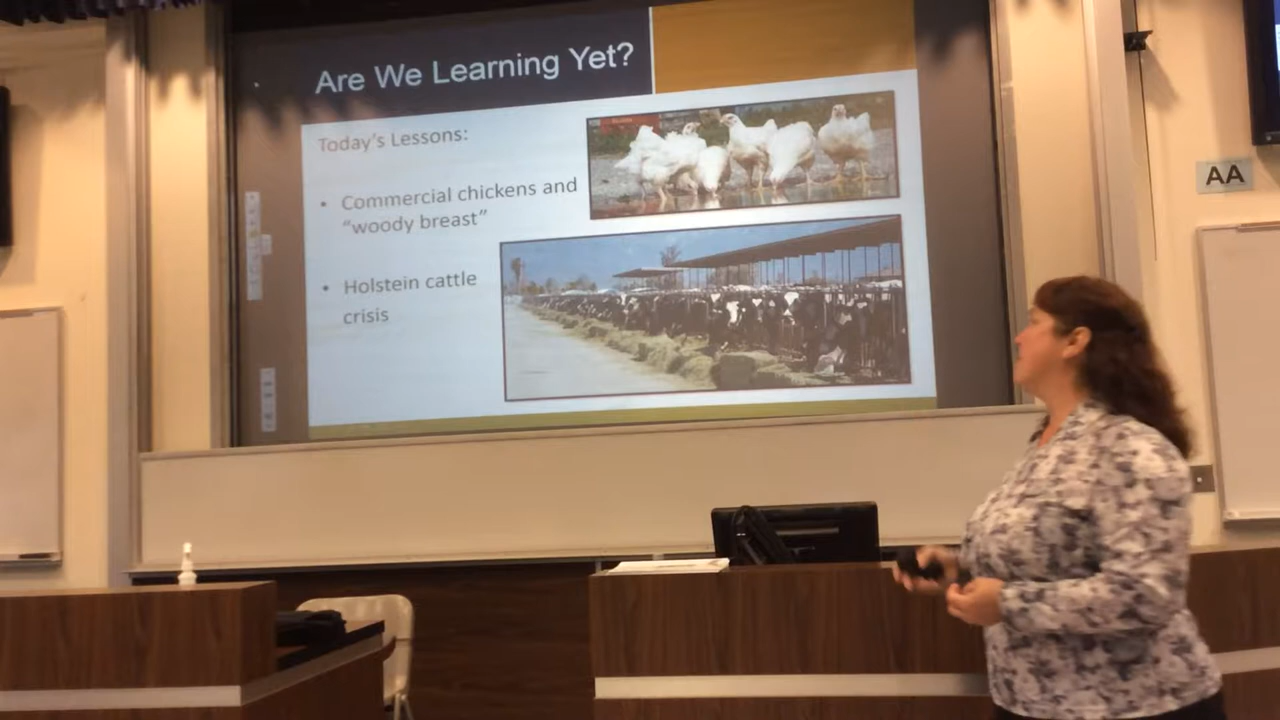 Are We Learning Yet?
Today's Lessons:
• Commercial chickens and
"woody breast"
• Holstein cattle
crisis
AA